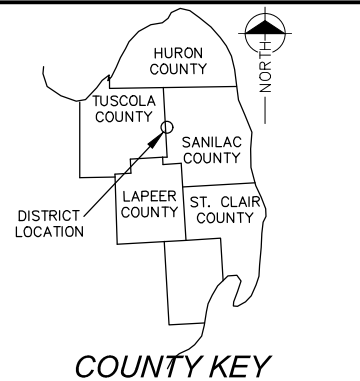 HURON
COUNTY
NORTH
TUSCOLA
COUNTY
SANILAC
COUNTY
LAPEER
COUNTY
ST. CLAIR
COUNTY
DISTRICT
LOCATION
COUNTY KEY